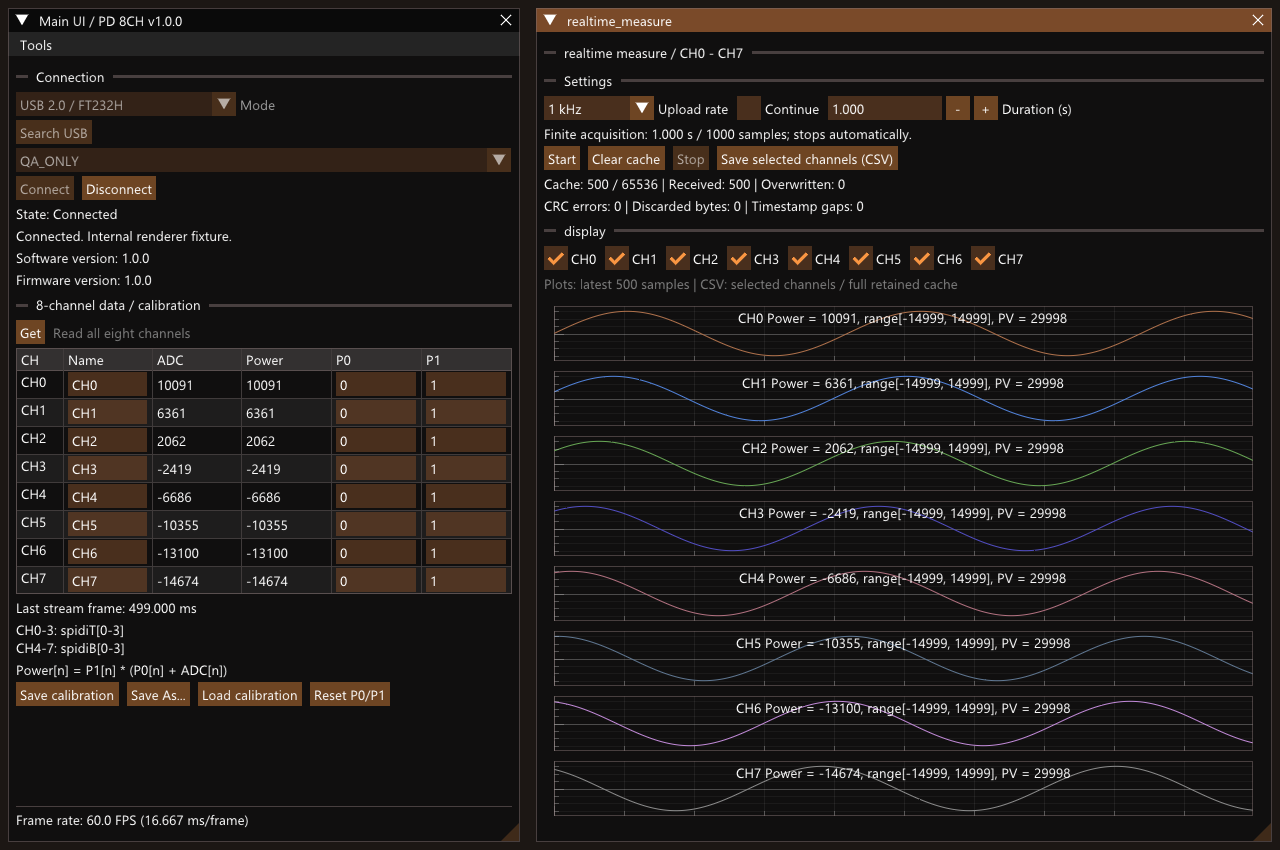 Main UI / PD 8CH v1.0.0
Tools
Connection
USB 2.0 / FT232H Mode
Search USB
QA_ONLY
Connect Disconnect
State: Connected
Connected. Internal renderer fixture.
Software version: 1.0.0
Firmware version: 1.0.0
8-channel data / calibration
Get Read all eight channels
CH Name ADC Power P0 P1
CH0 CH0 10091 10091 0 1
CH1 CH1 6361 6361 0 1
CH2 CH2 2062 2062 0 1
CH3 CH3 -2419 -2419 0 1
CH4 CH4 -6686 -6686 0 1
CH5 CH5 -10355 -10355 0 1
CH6 CH6 -13100 -13100 0 1
CH7 CH7 -14674 -14674 0 1
Last stream frame: 499.000 ms
CH0-3: spidiT[0-3]
CH4-7: spidiB[0-3]
Power[n] = P1[n] * (P0[n] + ADC[n])
Save calibration Save As... Load calibration Reset P0/P1
Frame rate: 60.0 FPS (16.667 ms/frame)
realtime_measure
realtime measure / CH0 - CH7
Settings
1 kHz Upload rate Continue 1.000 - + Duration (s)
Finite acquisition: 1.000 s / 1000 samples; stops automatically.
Start Clear cache Stop Save selected channels (CSV)
Cache: 500 / 65536 | Received: 500 | Overwritten: 0
CRC errors: 0 | Discarded bytes: 0 | Timestamp gaps: 0
display
CH0 CH1 CH2 CH3 CH4 CH5 CH6 CH7
Plots: latest 500 samples | CSV: selected channels / full retained cache
CH0 Power = 10091, range[-14999, 14999], PV = 29998
CH1 Power = 6361, range[-14999, 14999], PV = 29998
CH2 Power = 2062, range[-14999, 14999], PV = 29998
CH3 Power = -2419, range[-14999, 14999], PV = 29998
CH4 Power = -6686, range[-14999, 14999], PV = 29998
CH5 Power = -10355, range[-14999, 14999], PV = 29998
CH6 Power = -13100, range[-14999, 14999], PV = 29998
CH7 Power = -14674, range[-14999, 14999], PV = 29998